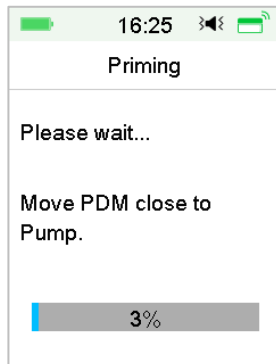 16:25
Priming
Please wait...
Move PDM close to
Pump.
3%